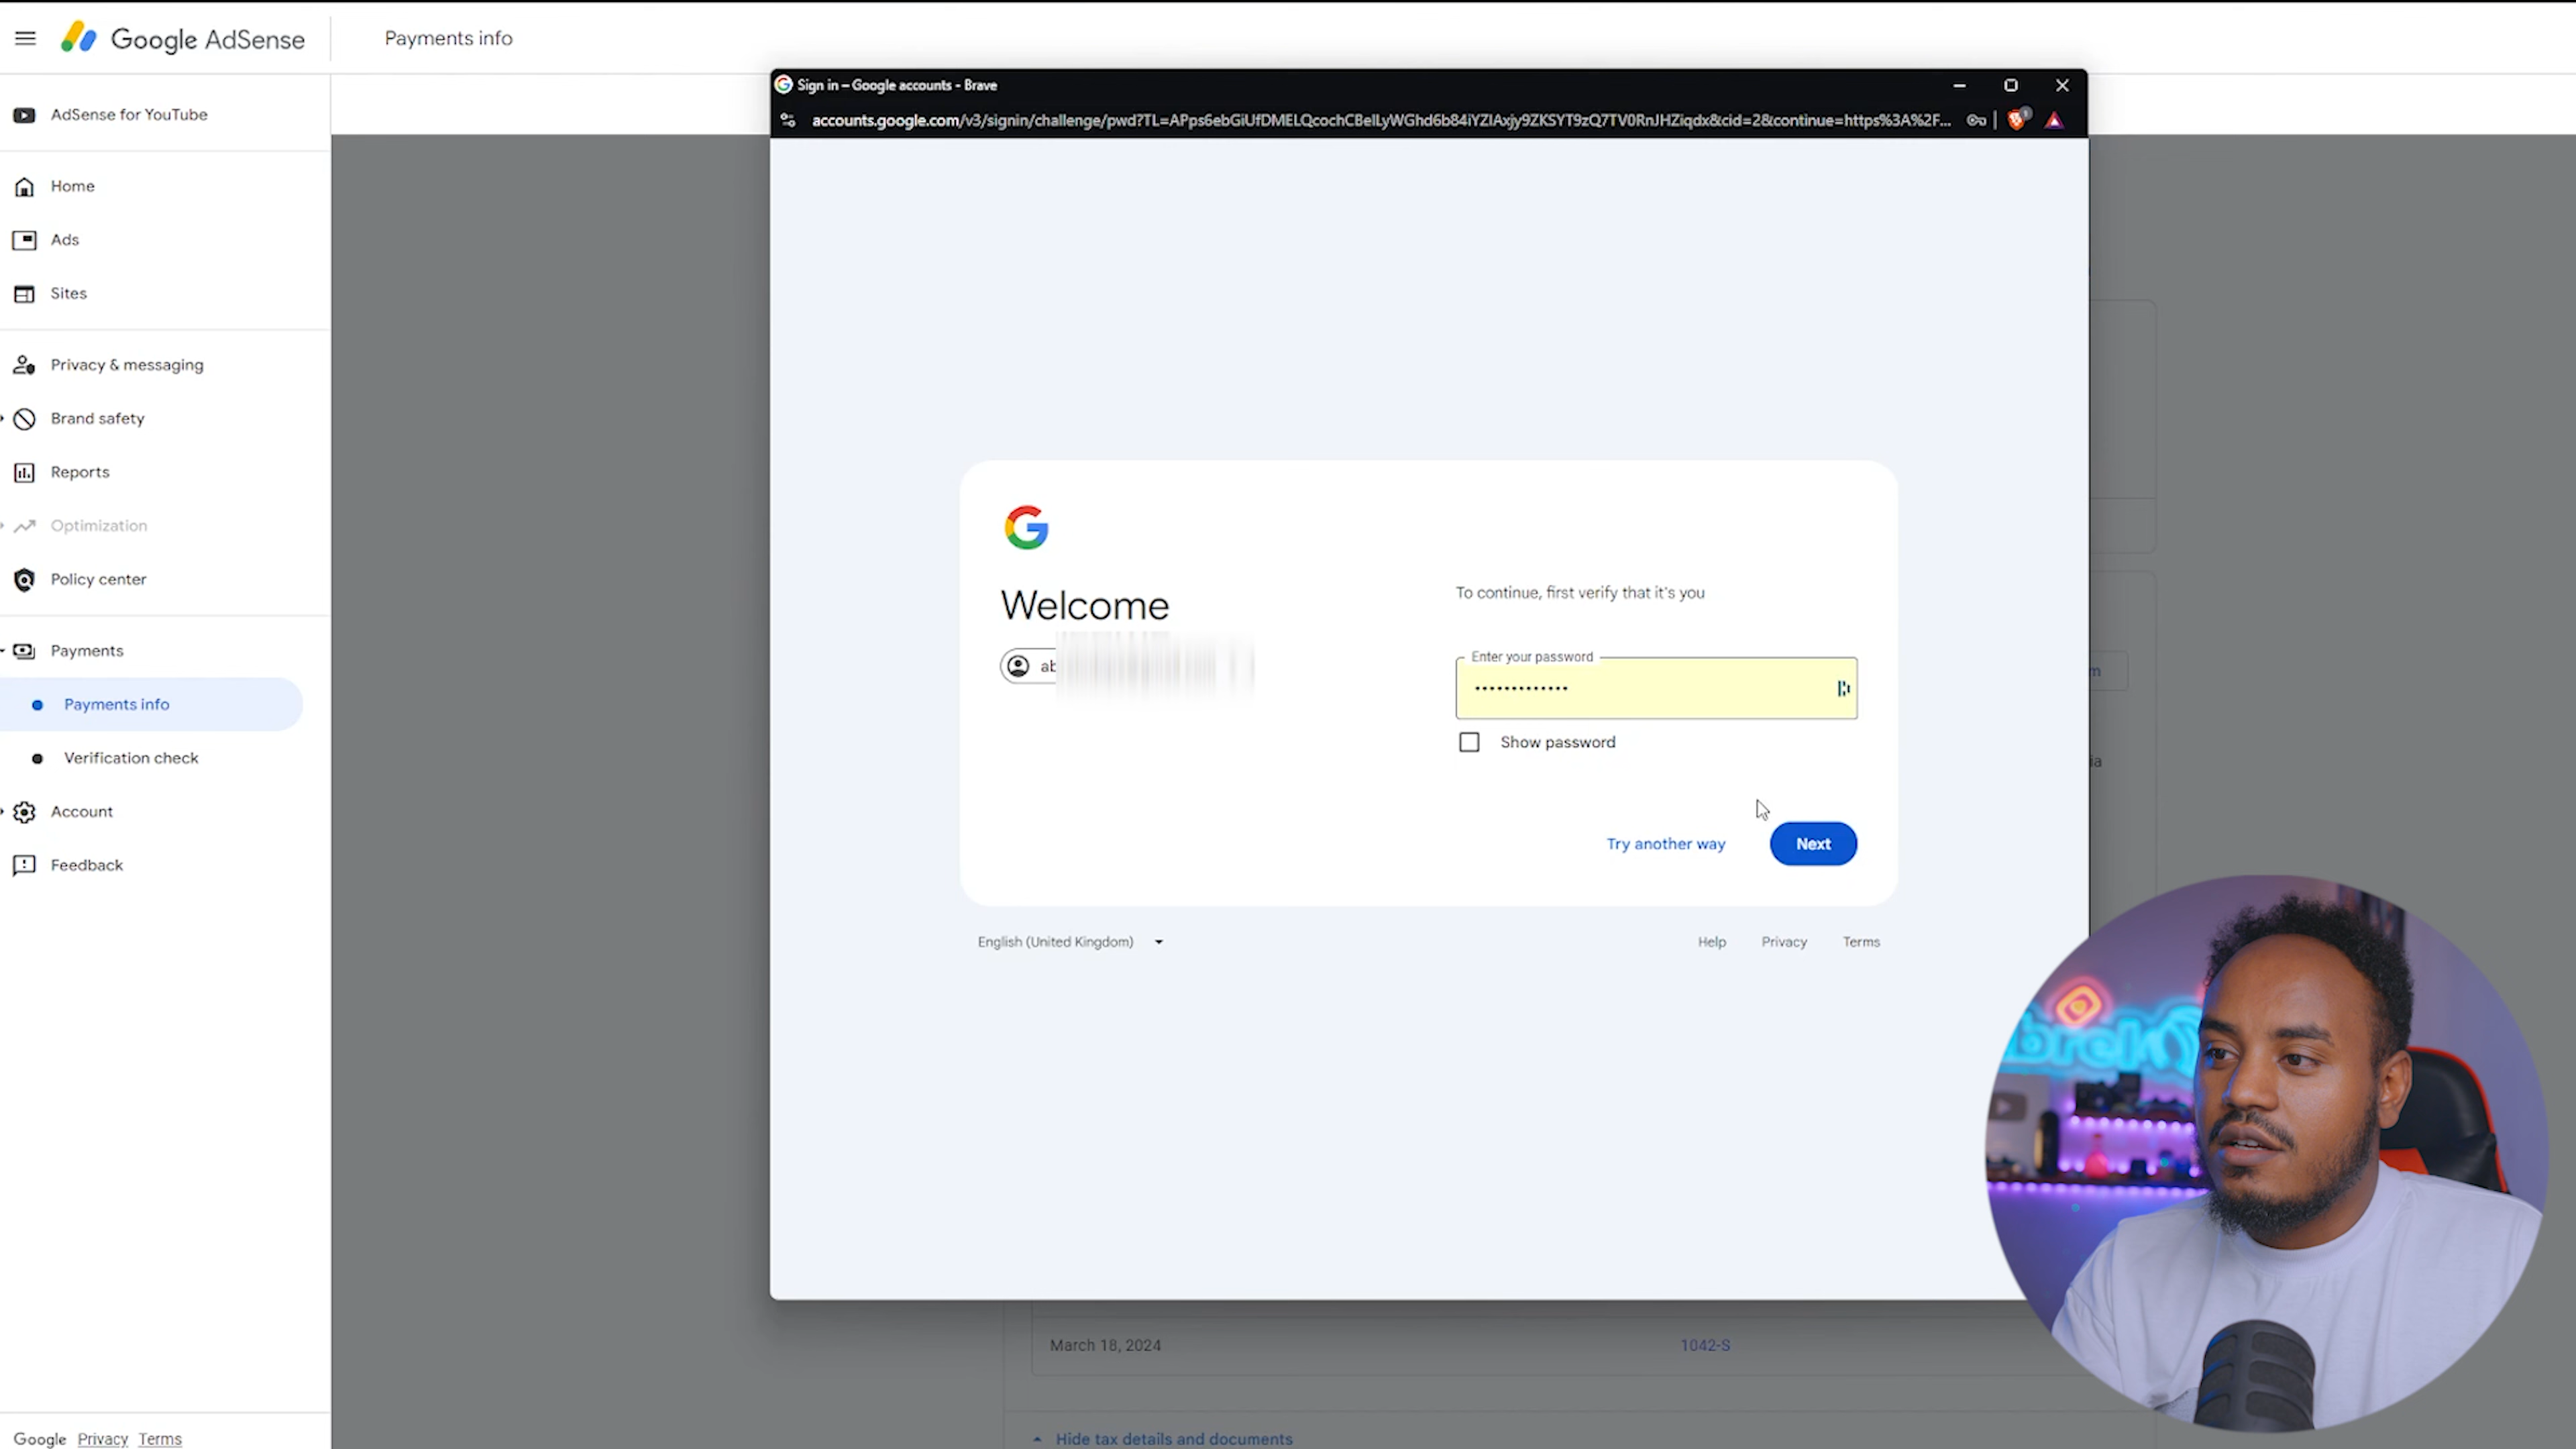 Google AdSense
Payments info
AdSense for YouTube
Home
Ads
Sites
Privacy & messaging
Brand safety
Reports
Optimization
Policy center
Payments
Payments info
Verification check
Account
Feedback
Google Privacy Terms
Sign in – Google accounts - Brave
accounts.google.com/v3/signin/challenge/pwd?TL=APps6ebGiUfDMELQcochCBelLyWGhd6b84iYZIAxjy9ZKSYT9zQ7TV0RnJHZiqdx&cid=2&continue=https%3A%2F...
Welcome
ab
To continue, first verify that it's you
Enter your password
Show password
Try another way
Next
English (United Kingdom)
Help Privacy Terms
March 18, 2024 1042-S
Hide tax details and documents